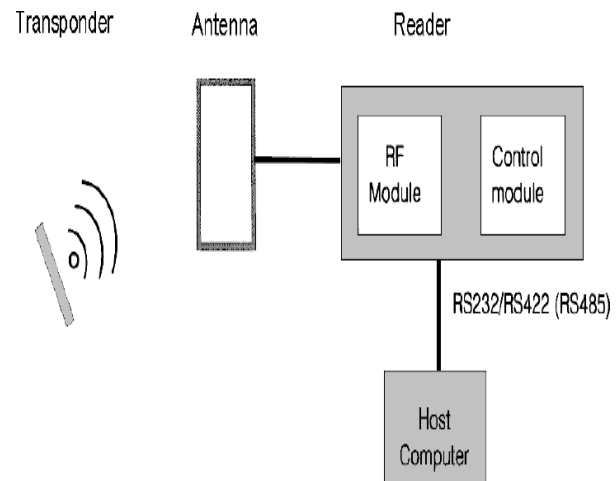 Transponder
Antenna
Reader
RF
Module
Control
module
RS232/RS422 (RS485)
Host
Computer